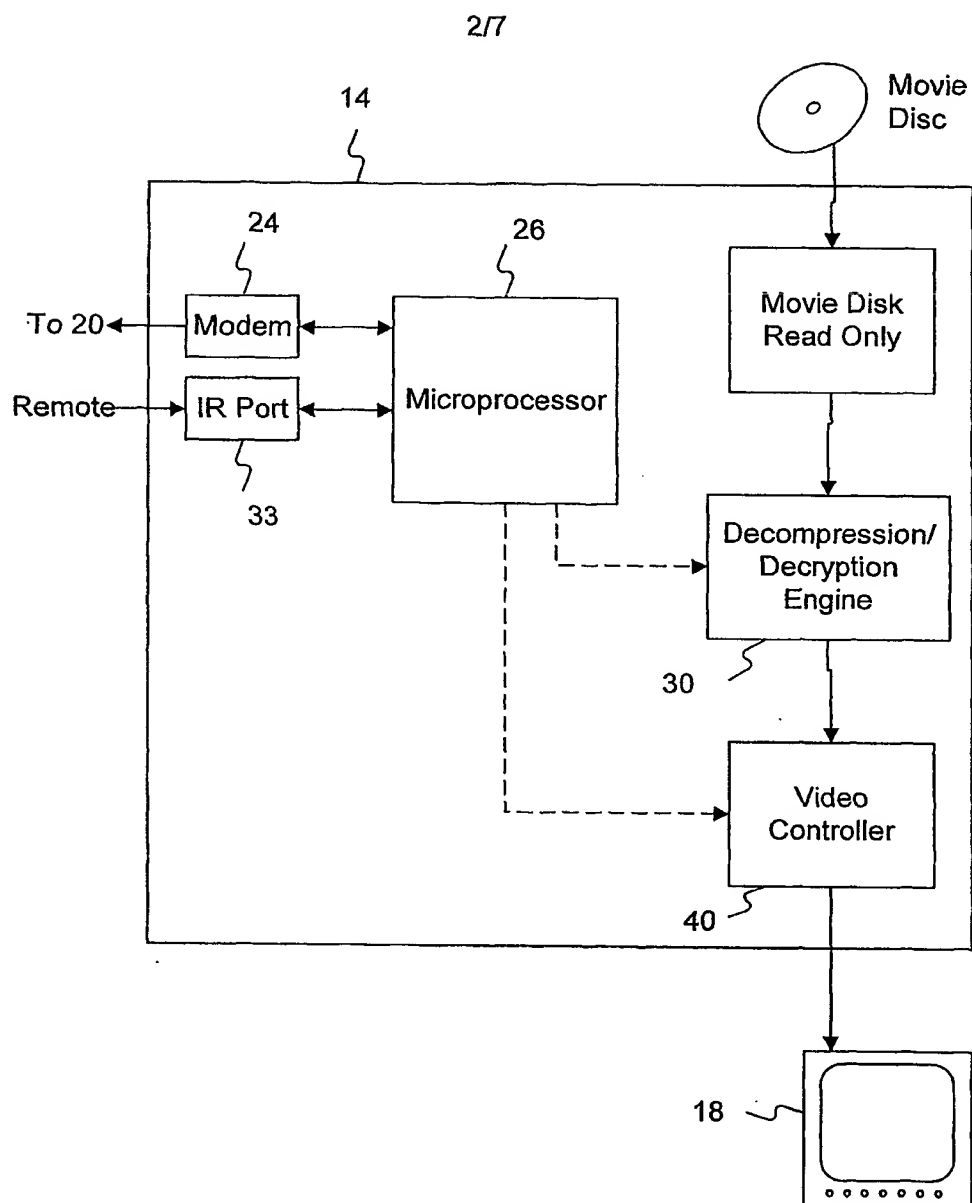 2/7
Movie
Disc
14
24
26
To 20
Modem
Remote
IR Port
33
Microprocessor
Movie Disk
Read Only
Decompression/
Decryption
Engine
30
Video
Controller
40
18